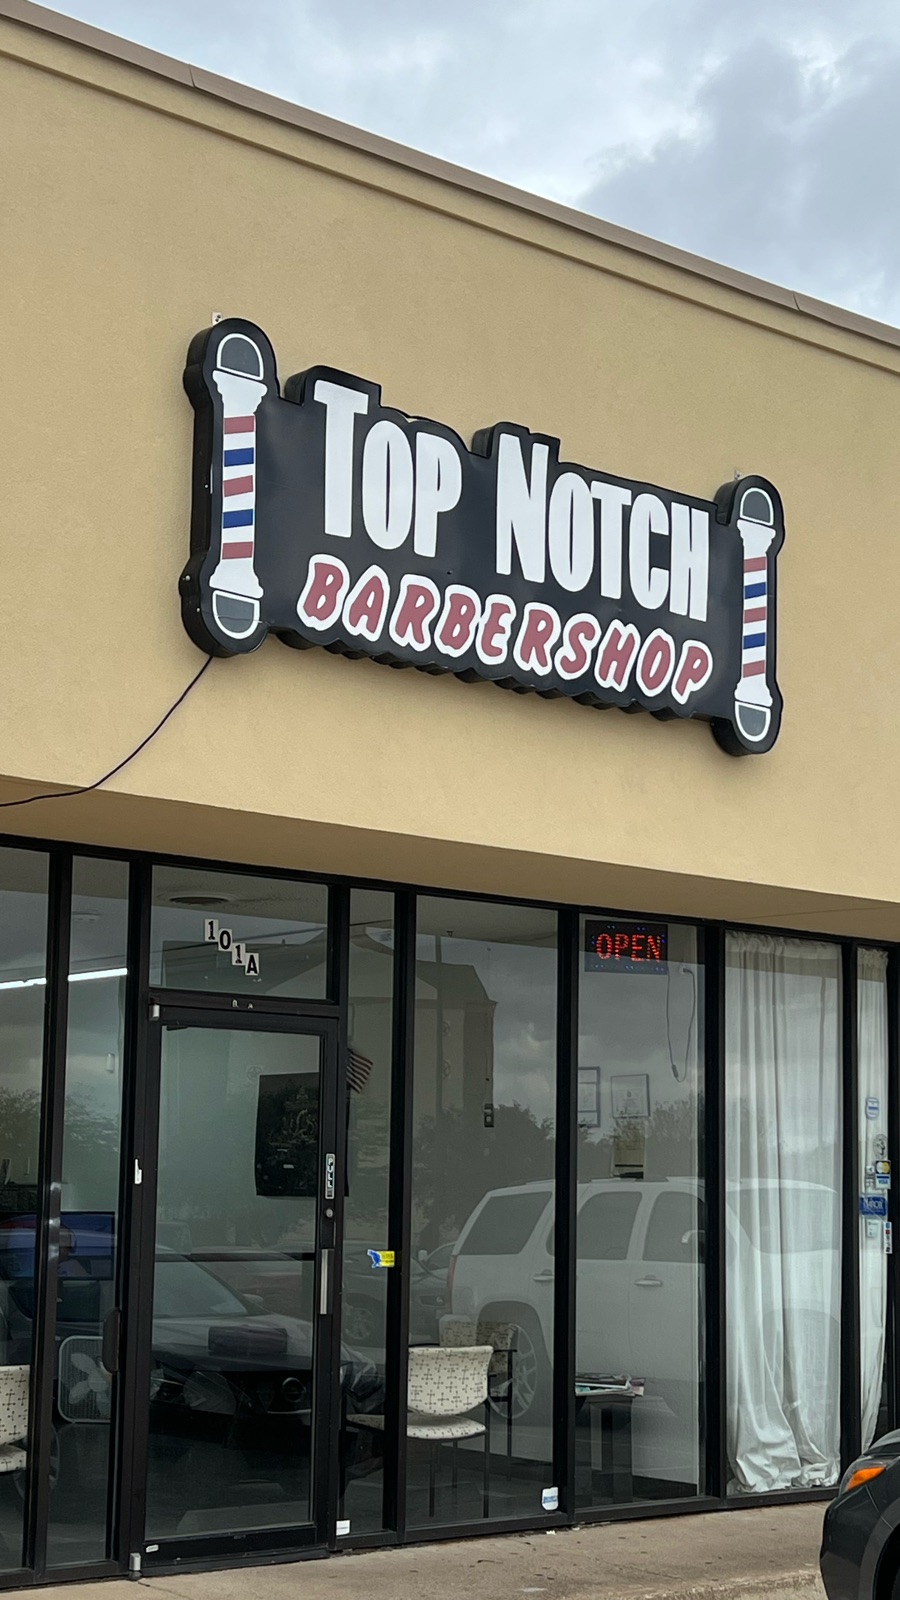 TOP NOTCH
BARBERSHOP
101A
OPEN
PULL